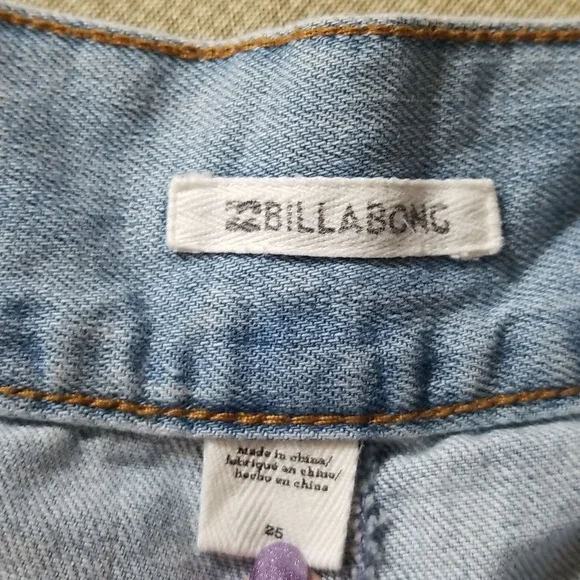 BILLABONG
made in china/
fabriqué en chine/
hecho en china
25